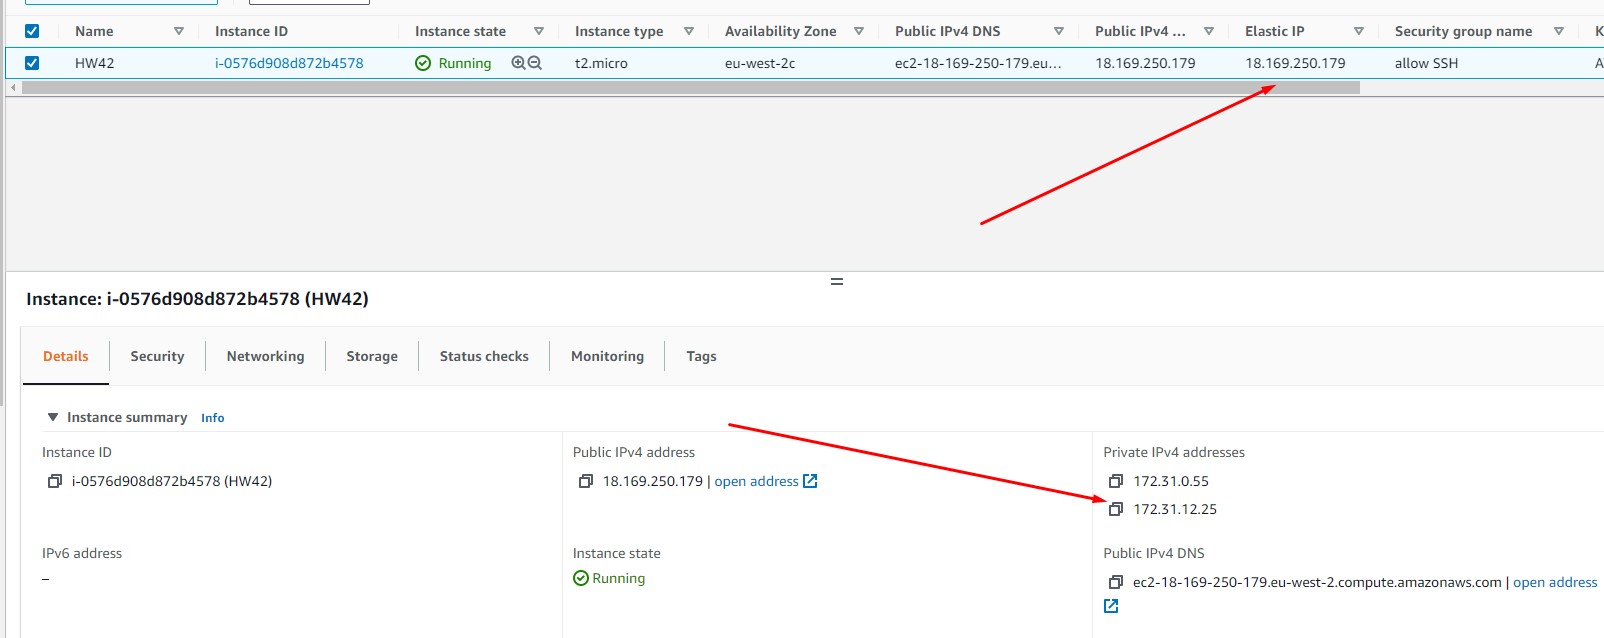 Name Instance ID Instance state Instance type Availability Zone Public IPv4 DNS Public IPv4 ... Elastic IP Security group name K
HW42 i-0576d908d872b4578 Running t2.micro eu-west-2c ec2-18-169-250-179.eu... 18.169.250.179 18.169.250.179 allow SSH A
Instance: i-0576d908d872b4578 (HW42)
Details Security Networking Storage Status checks Monitoring Tags
Instance summary Info
Instance ID Public IPv4 address Private IPv4 addresses
i-0576d908d872b4578 (HW42) 18.169.250.179 | open address 172.31.0.55
172.31.12.25
IPv6 address Instance state Public IPv4 DNS
– Running ec2-18-169-250-179.eu-west-2.compute.amazonaws.com | open address